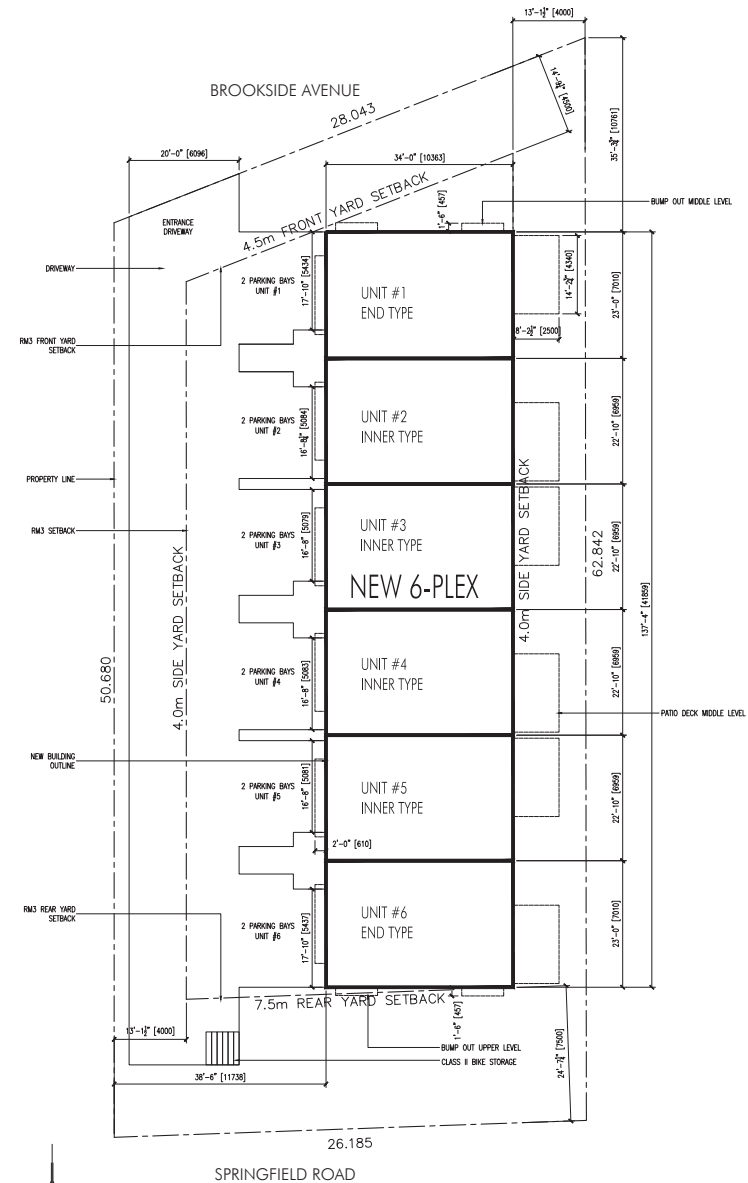 13'-1½" [4000]
BROOKSIDE AVENUE
28.043
14'-9¼" [4500]
35'-3¾" [10761]
20'-0" [6096]
34'-0" [10363]
1'-6" [457]
BUMP OUT MIDDLE LEVEL
ENTRANCE
DRIVEWAY
4.5m FRONT YARD SETBACK
DRIVEWAY
2 PARKING BAYS
UNIT #1
17'-10" [5434]
UNIT #1
END TYPE
14'-2¾" [4340]
23'-0" [7010]
8'-2½" [2500]
RM3 FRONT YARD
SETBACK
2 PARKING BAYS
UNIT #2
UNIT #2
INNER TYPE
22'-10" [6959]
PROPERTY LINE
RM3 SETBACK
2 PARKING BAYS
UNIT #3
16'-8" [5079]
UNIT #3
INNER TYPE
NEW 6-PLEX
4.0m SIDE YARD SETBACK
62.842
22'-10" [6959]
137'-4" [41859]
50.680
4.0m SIDE YARD SETBACK
2 PARKING BAYS
UNIT #4
16'-8" [5083]
UNIT #4
INNER TYPE
22'-10" [6959]
PATIO DECK MIDDLE LEVEL
NEW BUILDING
OUTLINE
2 PARKING BAYS
UNIT #5
16'-8" [5081]
UNIT #5
INNER TYPE
22'-10" [6959]
2'-0" [610]
RM3 REAR YARD
SETBACK
2 PARKING BAYS
UNIT #6
17'-10" [5437]
UNIT #6
END TYPE
23'-0" [7010]
7.5m REAR YARD SETBACK
13'-1½" [4000]
1'-6" [457]
BUMP OUT UPPER LEVEL
CLASS II BIKE STORAGE
38'-6" [11738]
24'-7¼" [7500]
26.185
SPRINGFIELD ROAD